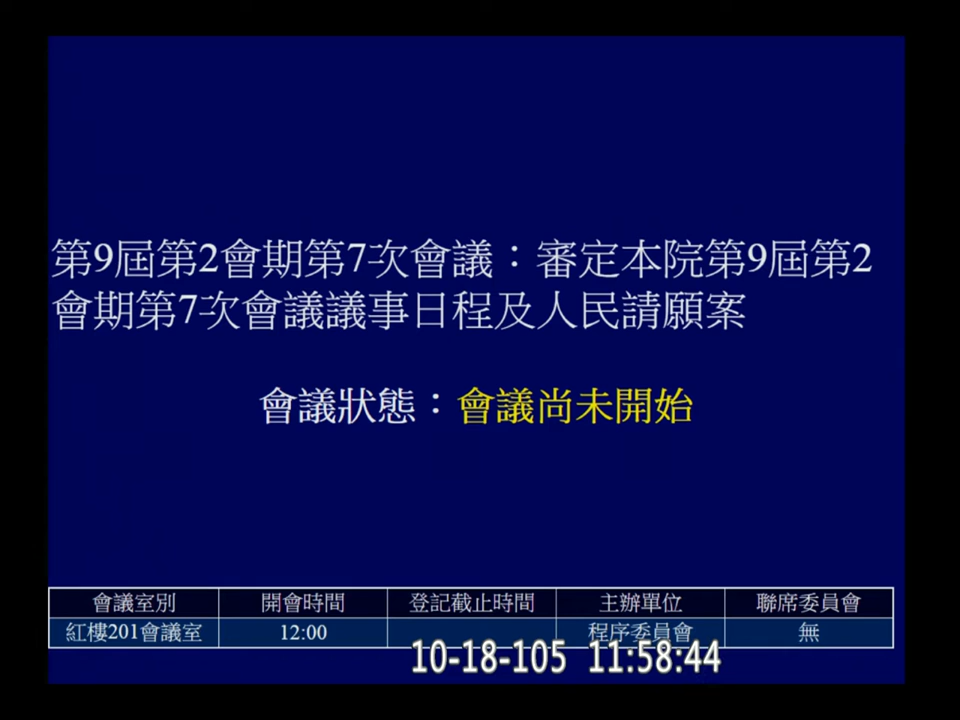 第9屆第2會期第7次會議：審定本院第9屆第2
會期第7次會議議事日程及人民請願案
會議狀態：會議尚未開始
會議室別 開會時間 登記截止時間 主辦單位 聯席委員會
紅樓201會議室 12:00 程序委員會 無
10-18-105 11:58:44